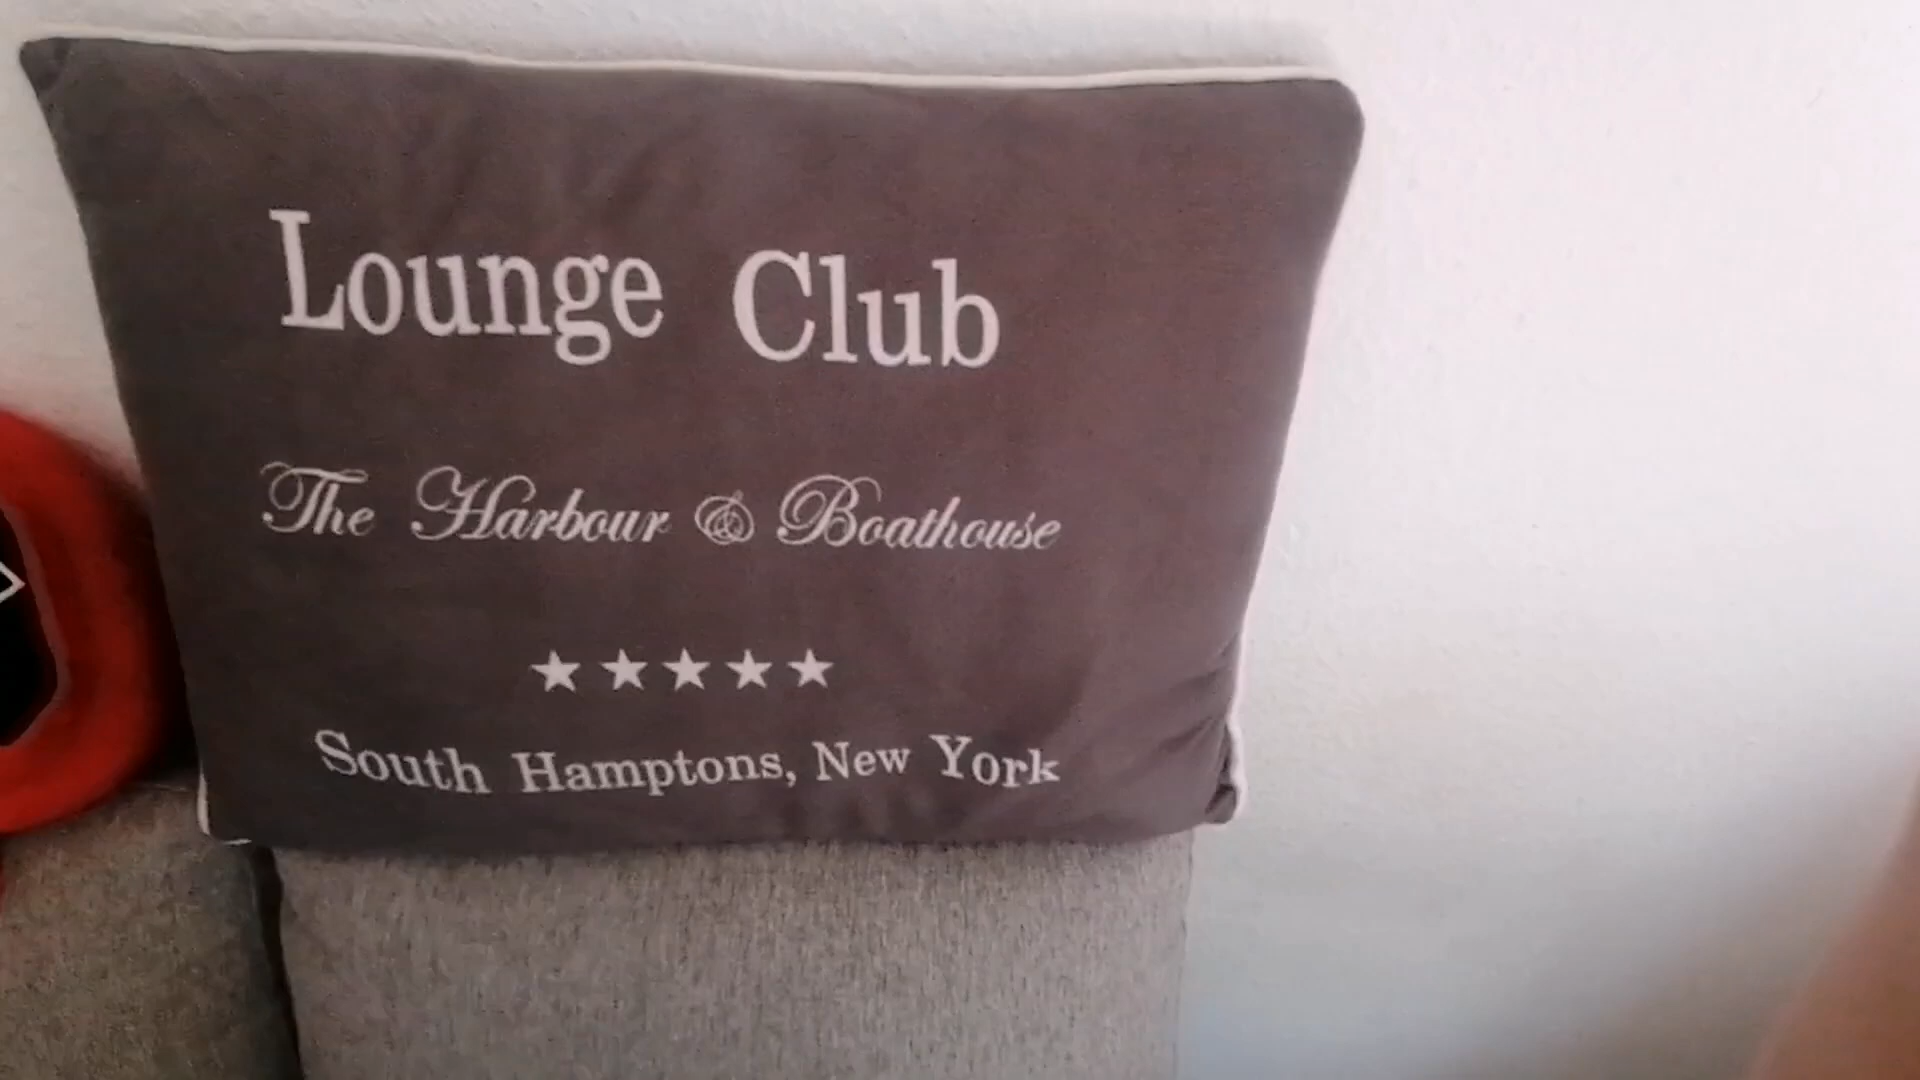 Lounge Club
The Harbour & Boathouse
★★★★★
South Hamptons, New York